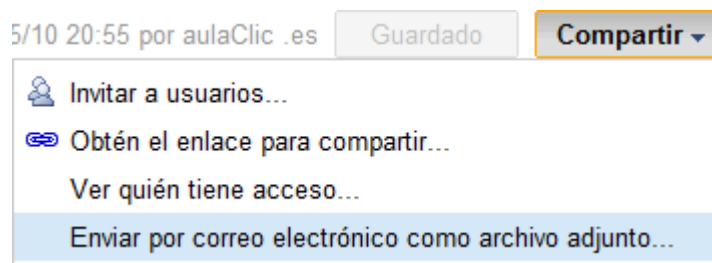 5/10 20:55 por aulaClic .es Guardado Compartir
Invitar a usuarios...
Obtén el enlace para compartir...
Ver quién tiene acceso...
Enviar por correo electrónico como archivo adjunto...